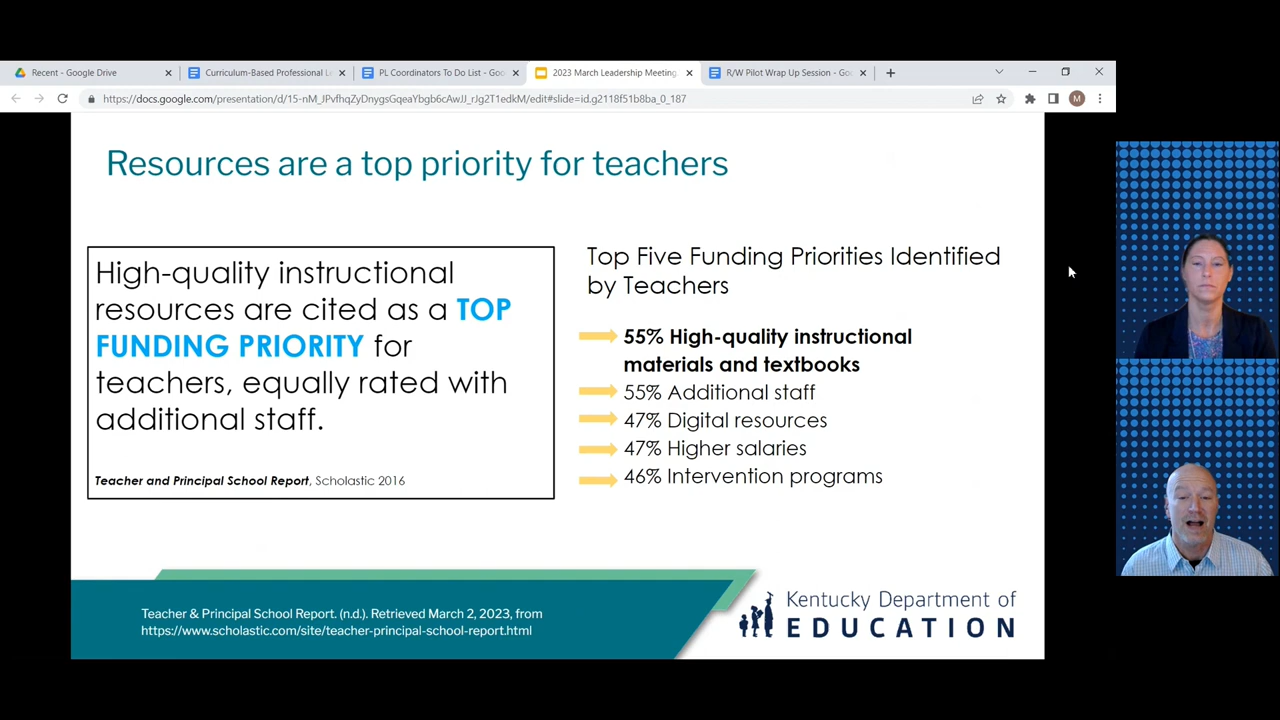 Recent - Google Drive
Curriculum-Based Professional Le
PL Coordinators To Do List - Goo
2023 March Leadership Meeting
R/W Pilot Wrap Up Session - Go
https://docs.google.com/presentation/d/15-nM_JPvfhqZyDnygsGqeaYbgb6cAwJJ_rJg2T1edkM/edit#slide=id.g2118f51b8ba_0_187
M
Resources are a top priority for teachers
High-quality instructional
resources are cited as a TOP
FUNDING PRIORITY for
teachers, equally rated with
additional staff.
Teacher and Principal School Report, Scholastic 2016
Top Five Funding Priorities Identified
by Teachers
55% High-quality instructional
materials and textbooks
55% Additional staff
47% Digital resources
47% Higher salaries
46% Intervention programs
Teacher & Principal School Report. (n.d.). Retrieved March 2, 2023, from
https://www.scholastic.com/site/teacher-principal-school-report.html
Kentucky Department of
EDUCATION